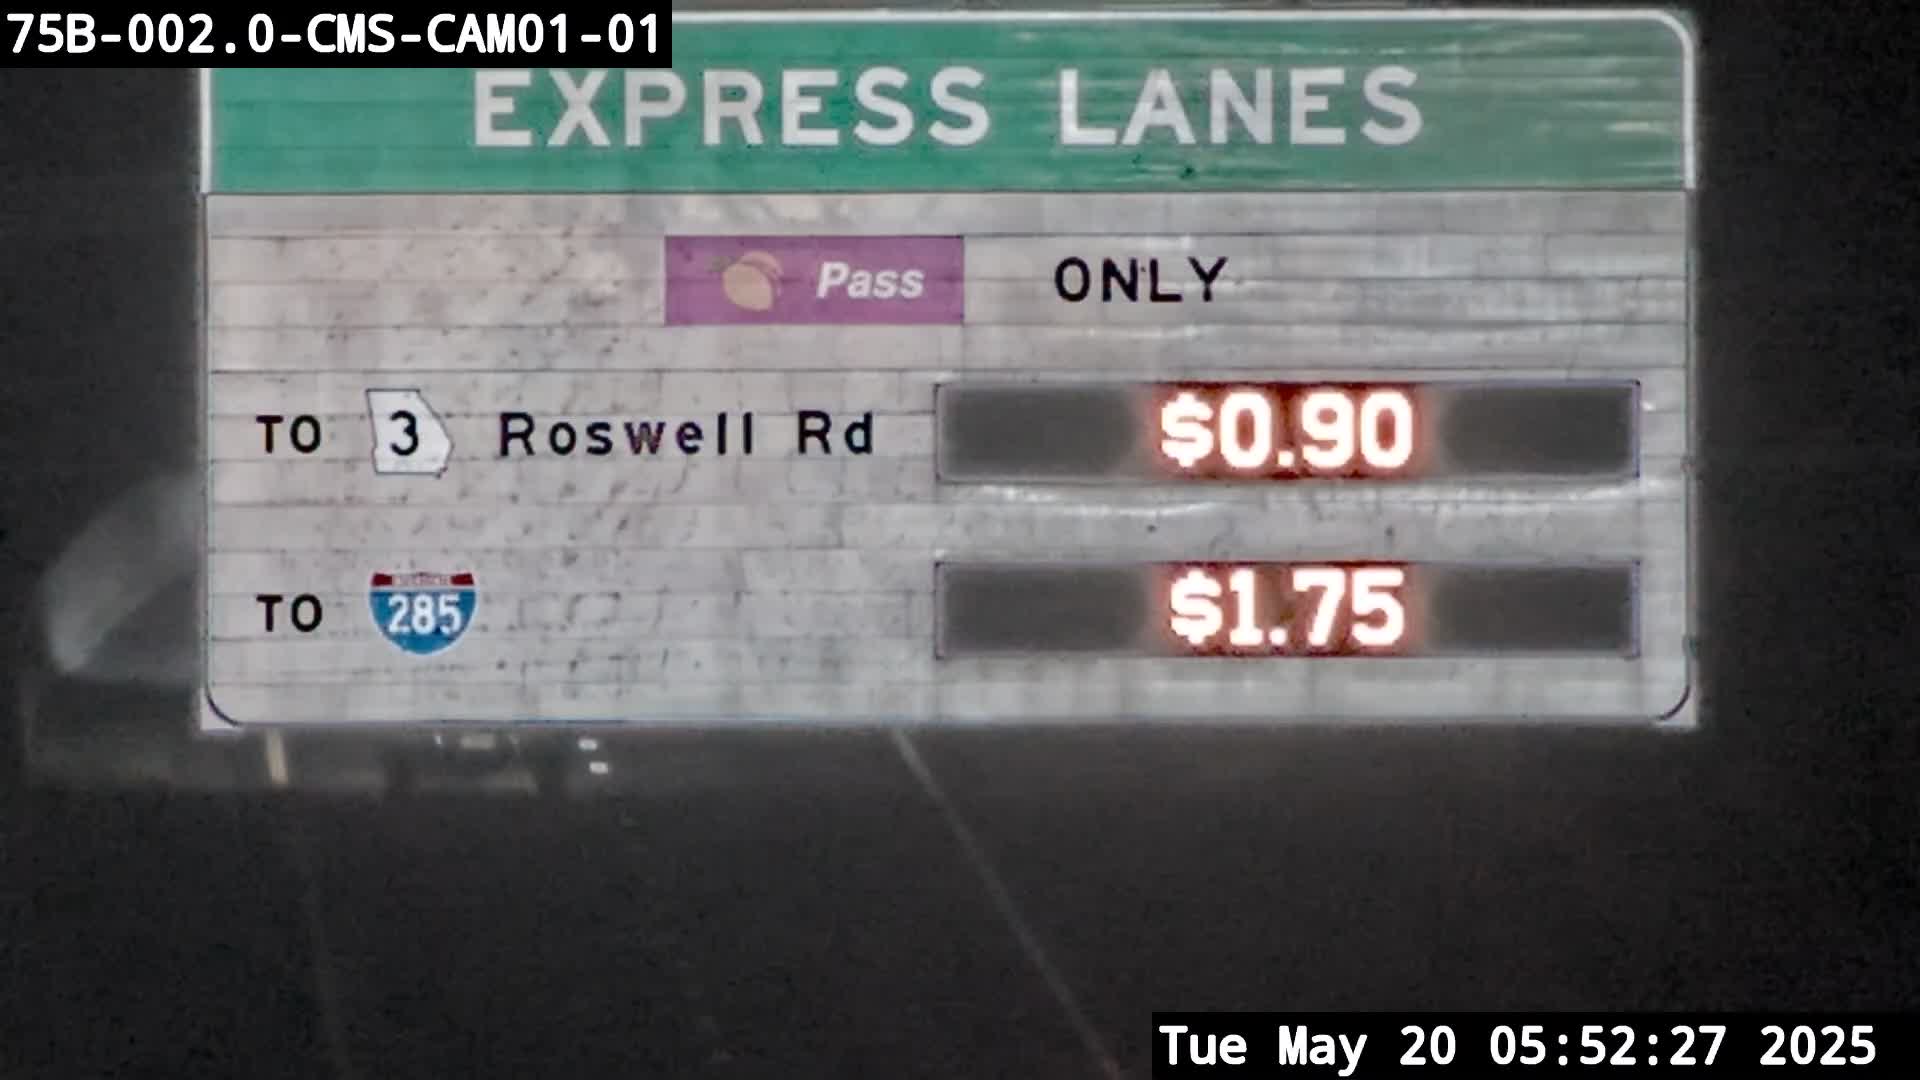 75B-002.0-CMS-CAM01-01
EXPRESS LANES
Pass ONLY
TO 3 Roswell Rd $0.90
TO 285 $1.75
Tue May 20 05:52:27 2025